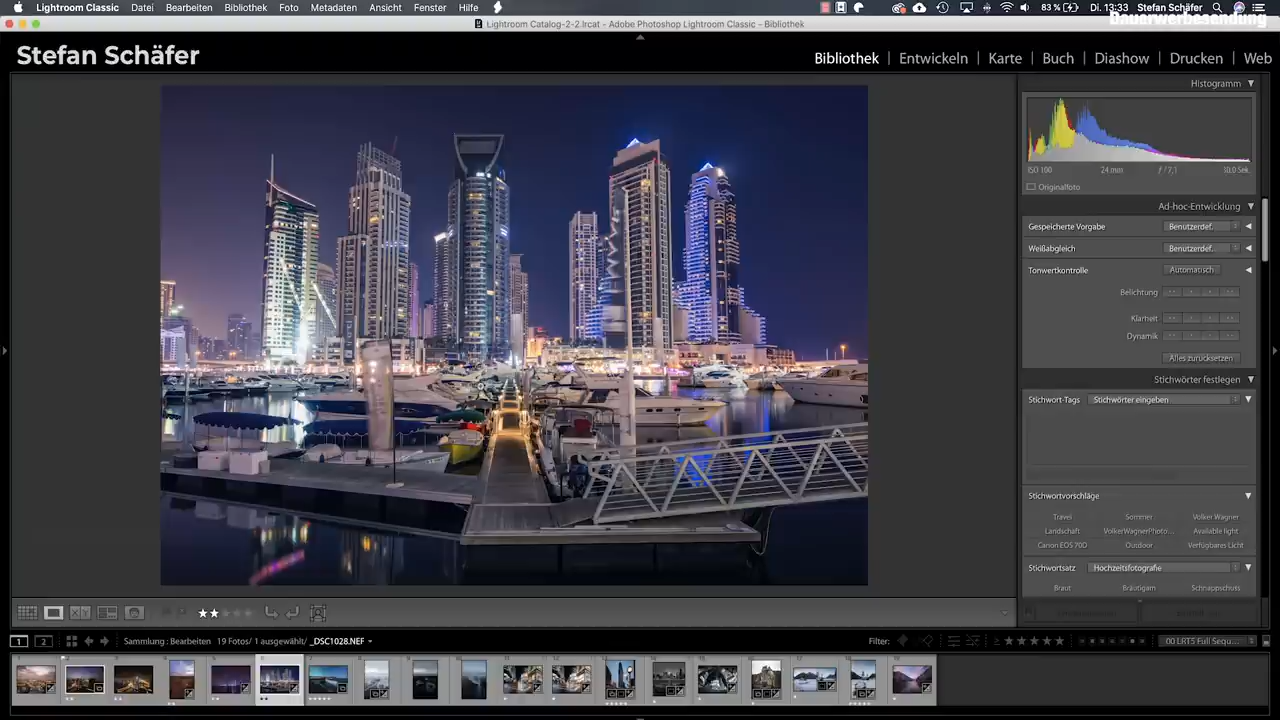 Lightroom Classic Datei Bearbeiten Bibliothek Foto Metadaten Ansicht Fenster Hilfe 83 % Di. 13:33 Stefan Schäfer
Dauerwerbesendung
Lightroom Catalog-2-2.lrcat - Adobe Photoshop Lightroom Classic - Bibliothek
Stefan Schäfer
Bibliothek | Entwickeln | Karte | Buch | Diashow | Drucken | Web
Histogramm
ISO 100 24 mm f / 7,1 10,0 Sek.
Originalfoto
Ad-hoc-Entwicklung
Gespeicherte Vorgabe Benutzerdef.
Weißabgleich Benutzerdef.
Tonwertkontrolle Automatisch
Belichtung
Klarheit
Dynamik
Alles zurücksetzen
Stichwörter festlegen
Stichwort-Tags Stichwörter eingeben
Stichwortvorschläge
Travel Sommer Volker Wagner
Landschaft VolkerWagnerPhoto... Available light
Canon EOS 70D Outdoor Verfügbares Licht
Stichwortsatz Hochzeitsfotografie
Braut Bräutigam Schnappschuss
1 2 Sammlung : Bearbeiten 19 Fotos/ 1 ausgewählt/ _DSC1028.NEF Filter: 00 LRT5 Full Sequ...